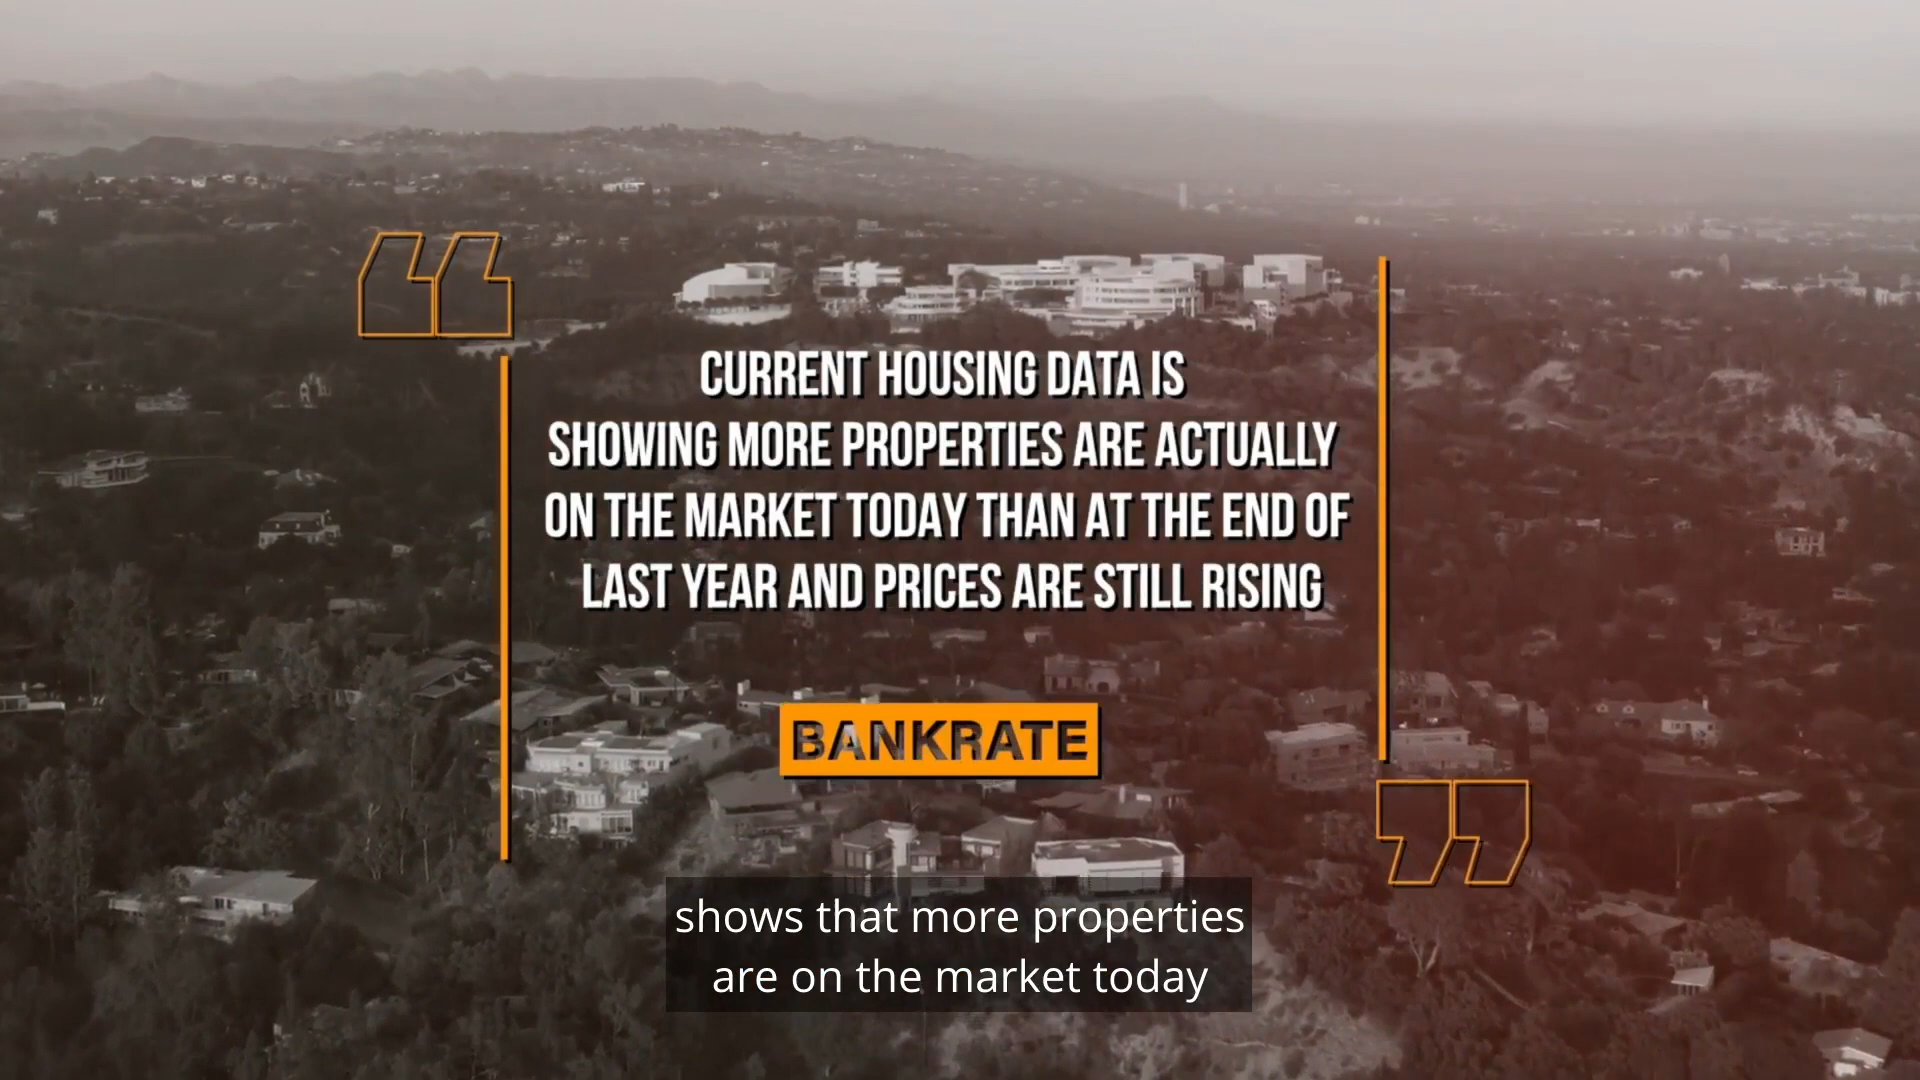 CURRENT HOUSING DATA IS
SHOWING MORE PROPERTIES ARE ACTUALLY
ON THE MARKET TODAY THAN AT THE END OF
LAST YEAR AND PRICES ARE STILL RISING
BANKRATE
shows that more properties
are on the market today